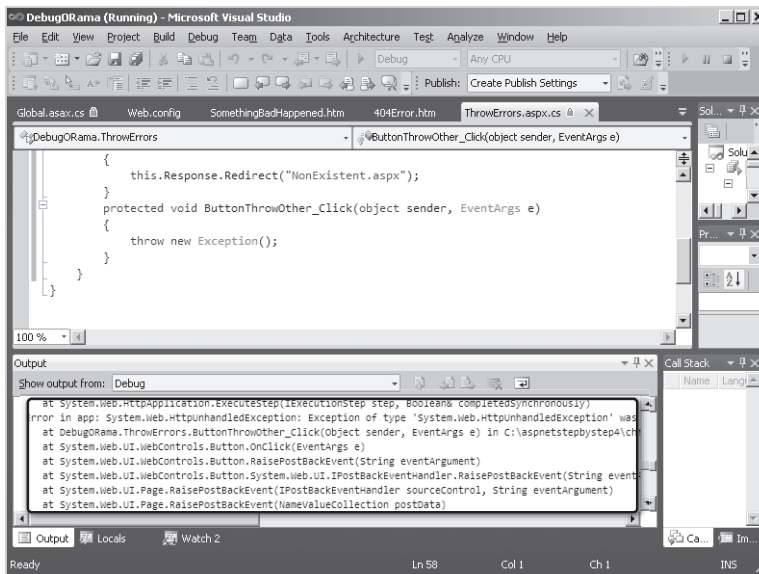 DebugORama (Running) - Microsoft Visual Studio
File Edit View Project Build Debug Team Data Tools Architecture Test Analyze Window Help
Debug Any CPU
Publish: Create Publish Settings
Global.asax.cs Web.config SomethingBadHappened.htm 404Error.htm ThrowErrors.aspx.cs
Sol...
DebugORama.ThrowErrors ButtonThrowOther_Click(object sender, EventArgs e)
Solu
{
this.Response.Redirect("NonExistent.aspx");
}
protected void ButtonThrowOther_Click(object sender, EventArgs e)
{
throw new Exception();
}
}
}
Pr...
100 %
Output
Call Stack
Show output from: Debug
Name Langu
at System.Web.HttpApplication.ExecuteStep(IExecutionStep step, Boolean& completedSynchronously)
Error in app: System.Web.HttpUnhandledException: Exception of type 'System.Web.HttpUnhandledException' was
at DebugORama.ThrowErrors.ButtonThrowOther_Click(Object sender, EventArgs e) in C:\aspnetstepbystep4\ch
at System.Web.UI.WebControls.Button.OnClick(EventArgs e)
at System.Web.UI.WebControls.Button.RaisePostBackEvent(String eventArgument)
at System.Web.UI.WebControls.Button.System.Web.UI.IPostBackEventHandler.RaisePostBackEvent(String event
at System.Web.UI.Page.RaisePostBackEvent(IPostBackEventHandler sourceControl, String eventArgument)
at System.Web.UI.Page.RaisePostBackEvent(NameValueCollection postData)
Output Locals Watch 2
Ca... Im...
Ready Ln 58 Col 1 Ch 1 INS